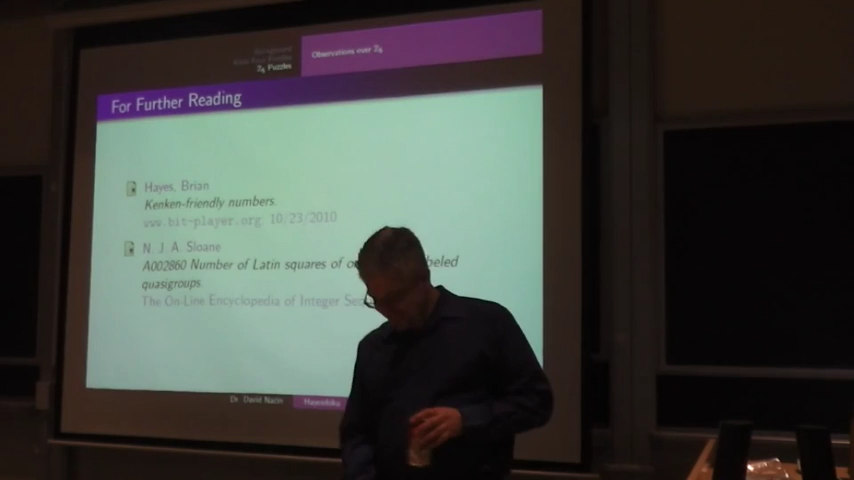 Z₄ Puzzles
Observations over Z₄
For Further Reading
Hayes, Brian
Kenken-friendly numbers.
www.bit-player.org 10/23/2010
N. J. A. Sloane
A002860 Number of Latin squares of
quasigroups.
The On-Line Encyclopedia of Integer
Dr. David Nacin